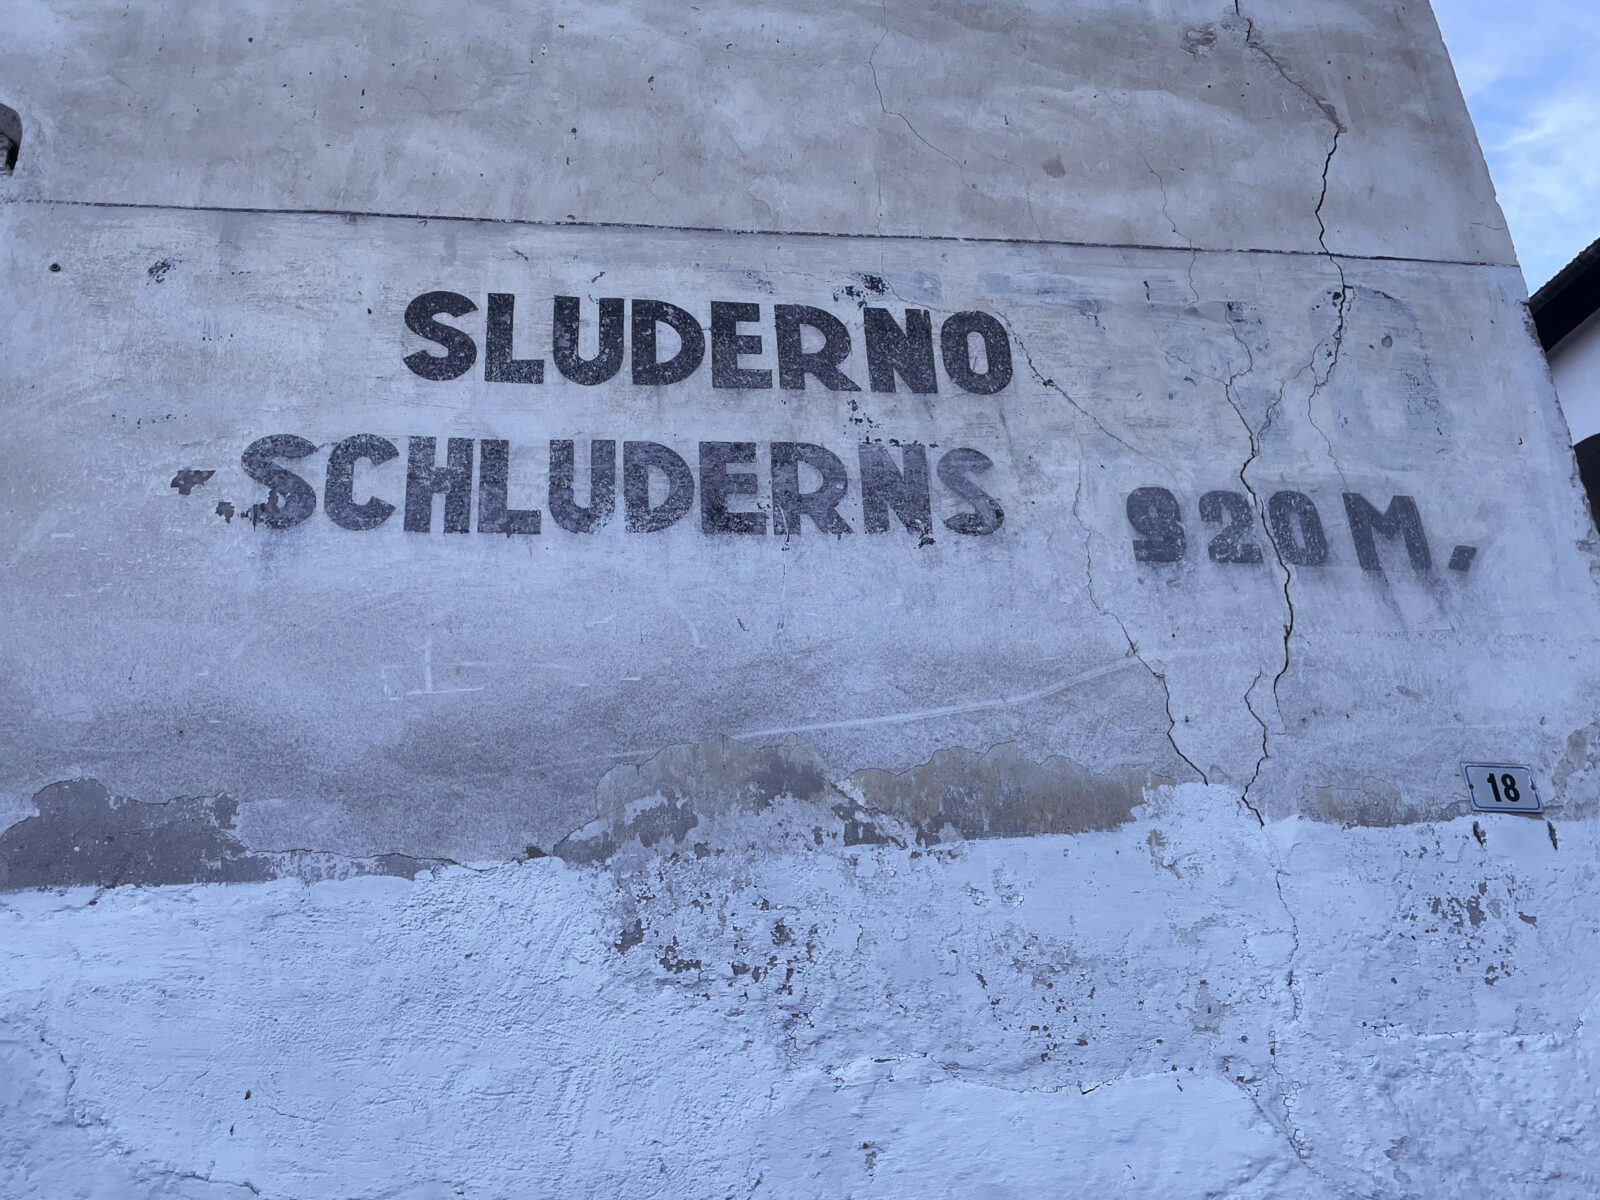 SLUDERNO
SCHLUDERNS
920 M.
18